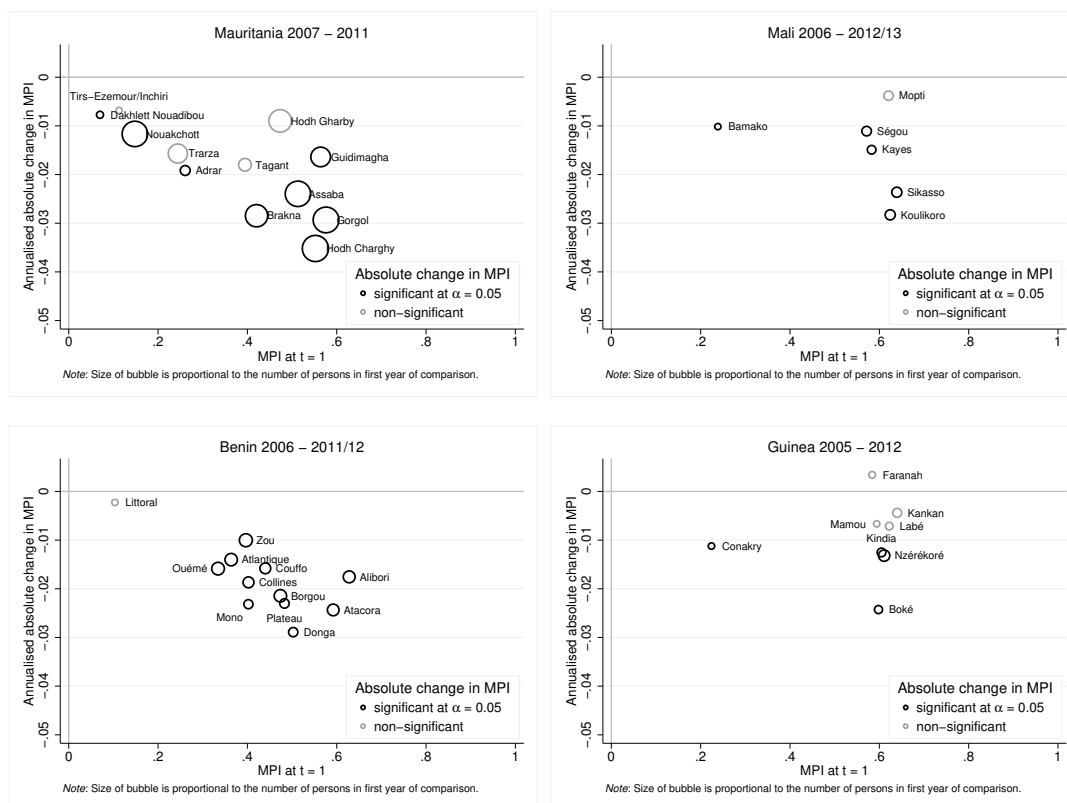 Mauritania 2007 − 2011
Annualised absolute change in MPI
0
−.01
−.02
−.03
−.04
−.05
Tirs−Ezemour/Inchiri
Dakhlett Nouadibou
Nouakchott
Hodh Gharby
Trarza
Guidimagha
Tagant
Adrar
Assaba
Brakna
Gorgol
Hodh Charghy
Absolute change in MPI
significant at α = 0.05
non−significant
0 .2 .4 .6 .8 1
MPI at t = 1
Note: Size of bubble is proportional to the number of persons in first year of comparison.
Mali 2006 − 2012/13
Annualised absolute change in MPI
0
−.01
−.02
−.03
−.04
−.05
Mopti
Bamako
Ségou
Kayes
Sikasso
Koulikoro
Absolute change in MPI
significant at α = 0.05
non−significant
0 .2 .4 .6 .8 1
MPI at t = 1
Note: Size of bubble is proportional to the number of persons in first year of comparison.
Benin 2006 − 2011/12
Annualised absolute change in MPI
0
−.01
−.02
−.03
−.04
−.05
Littoral
Zou
Atlantique
Ouémé
Couffo
Alibori
Collines
Borgou
Mono
Plateau
Atacora
Donga
Absolute change in MPI
significant at α = 0.05
non−significant
0 .2 .4 .6 .8 1
MPI at t = 1
Note: Size of bubble is proportional to the number of persons in first year of comparison.
Guinea 2005 − 2012
Annualised absolute change in MPI
0
−.01
−.02
−.03
−.04
−.05
Faranah
Kankan
Mamou
Labé
Kindia
Conakry
Nzérékoré
Boké
Absolute change in MPI
significant at α = 0.05
non−significant
0 .2 .4 .6 .8 1
MPI at t = 1
Note: Size of bubble is proportional to the number of persons in first year of comparison.